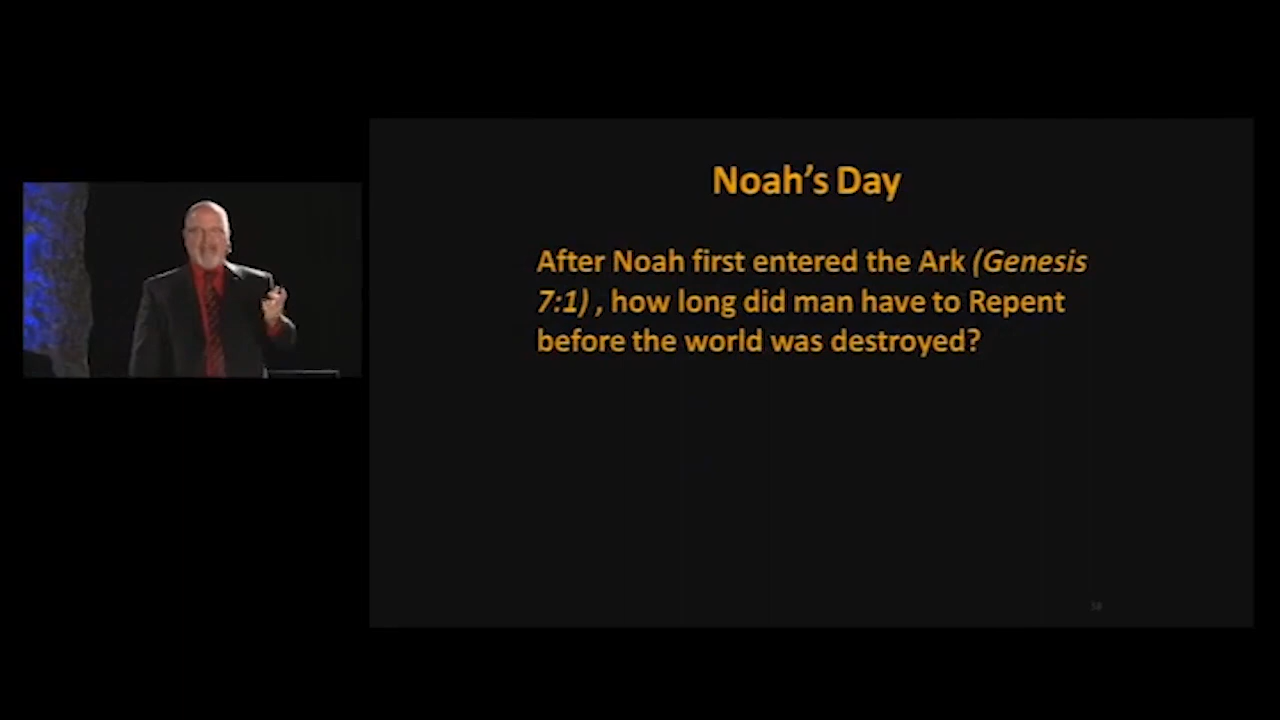 Noah's Day
After Noah first entered the Ark (Genesis
7:1) , how long did man have to Repent
before the world was destroyed?